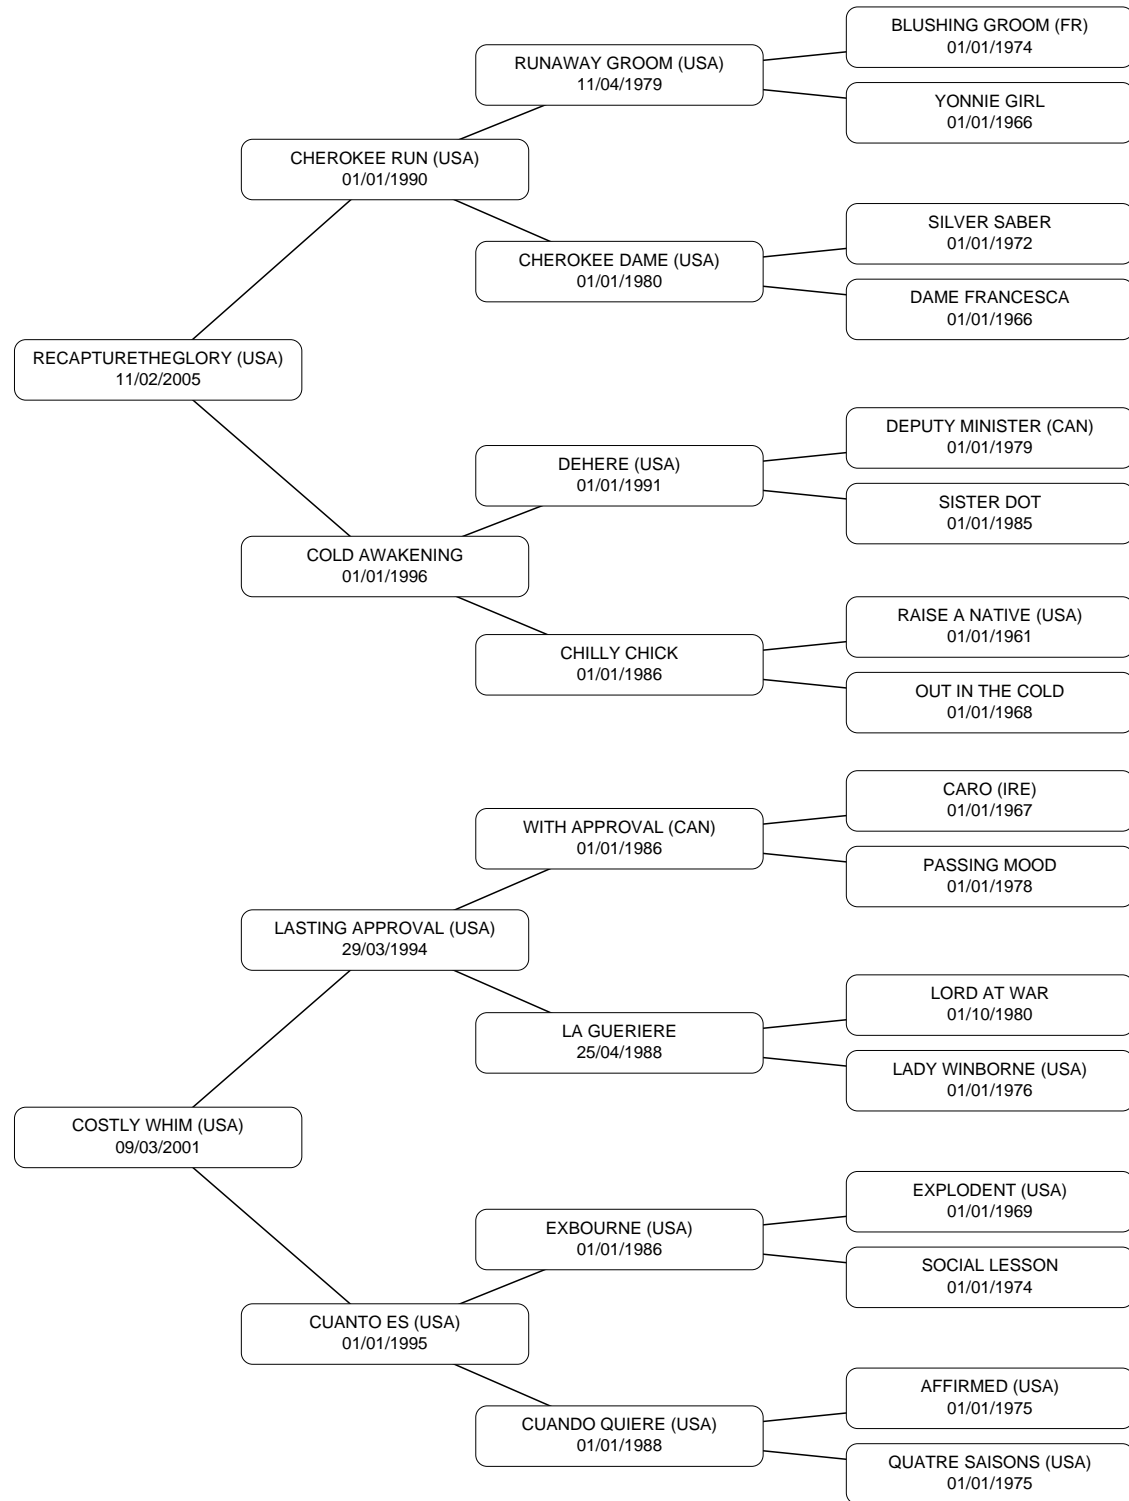 BLUSHING GROOM (FR)
01/01/1974
RUNAWAY GROOM (USA)
11/04/1979
YONNIE GIRL
01/01/1966
CHEROKEE RUN (USA)
01/01/1990
SILVER SABER
01/01/1972
CHEROKEE DAME (USA)
01/01/1980
DAME FRANCESCA
01/01/1966
RECAPTURETHEGLORY (USA)
11/02/2005
DEPUTY MINISTER (CAN)
01/01/1979
DEHERE (USA)
01/01/1991
SISTER DOT
01/01/1985
COLD AWAKENING
01/01/1996
RAISE A NATIVE (USA)
01/01/1961
CHILLY CHICK
01/01/1986
OUT IN THE COLD
01/01/1968
CARO (IRE)
01/01/1967
WITH APPROVAL (CAN)
01/01/1986
PASSING MOOD
01/01/1978
LASTING APPROVAL (USA)
29/03/1994
LORD AT WAR
01/10/1980
LA GUERIERE
25/04/1988
LADY WINBORNE (USA)
01/01/1976
COSTLY WHIM (USA)
09/03/2001
EXPLODENT (USA)
01/01/1969
EXBOURNE (USA)
01/01/1986
SOCIAL LESSON
01/01/1974
CUANTO ES (USA)
01/01/1995
AFFIRMED (USA)
01/01/1975
CUANDO QUIERE (USA)
01/01/1988
QUATRE SAISONS (USA)
01/01/1975